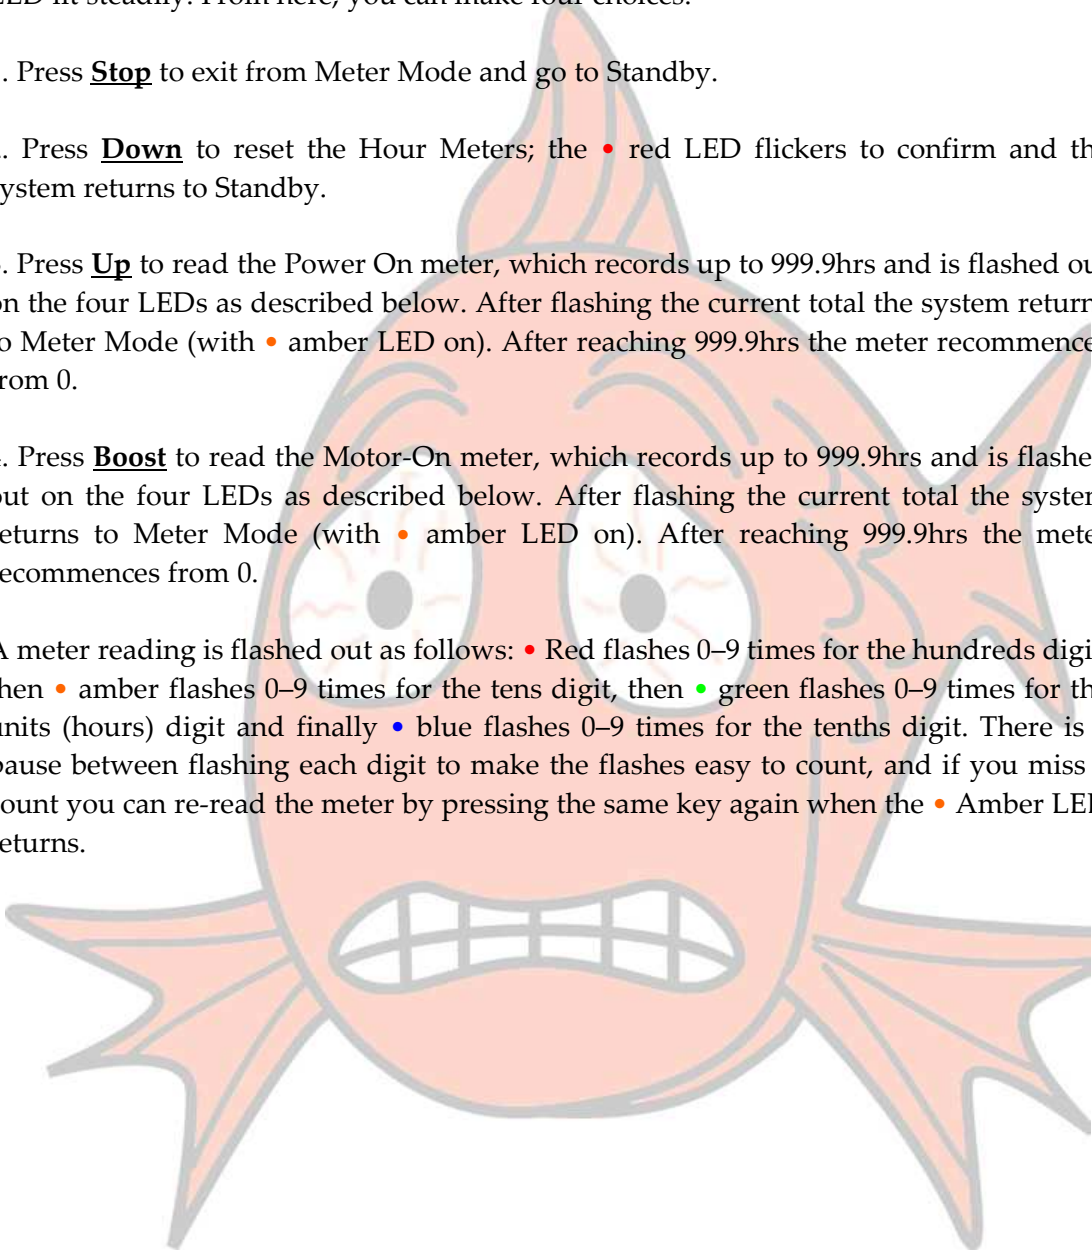 LED lit steadily. From here, you can make four choices.
. Press Stop to exit from Meter Mode and go to Standby.
. Press Down to reset the Hour Meters; the • red LED flickers to confirm and th
ystem returns to Standby.
. Press Up to read the Power On meter, which records up to 999.9hrs and is flashed ou
on the four LEDs as described below. After flashing the current total the system return
o Meter Mode (with • amber LED on). After reaching 999.9hrs the meter recommence
rom 0.
. Press Boost to read the Motor-On meter, which records up to 999.9hrs and is flashe
out on the four LEDs as described below. After flashing the current total the system
eturns to Meter Mode (with • amber LED on). After reaching 999.9hrs the mete
ecommences from 0.
A meter reading is flashed out as follows: • Red flashes 0–9 times for the hundreds digi
hen • amber flashes 0–9 times for the tens digit, then • green flashes 0–9 times for th
units (hours) digit and finally • blue flashes 0–9 times for the tenths digit. There is
pause between flashing each digit to make the flashes easy to count, and if you miss
ount you can re-read the meter by pressing the same key again when the • Amber LED
eturns.